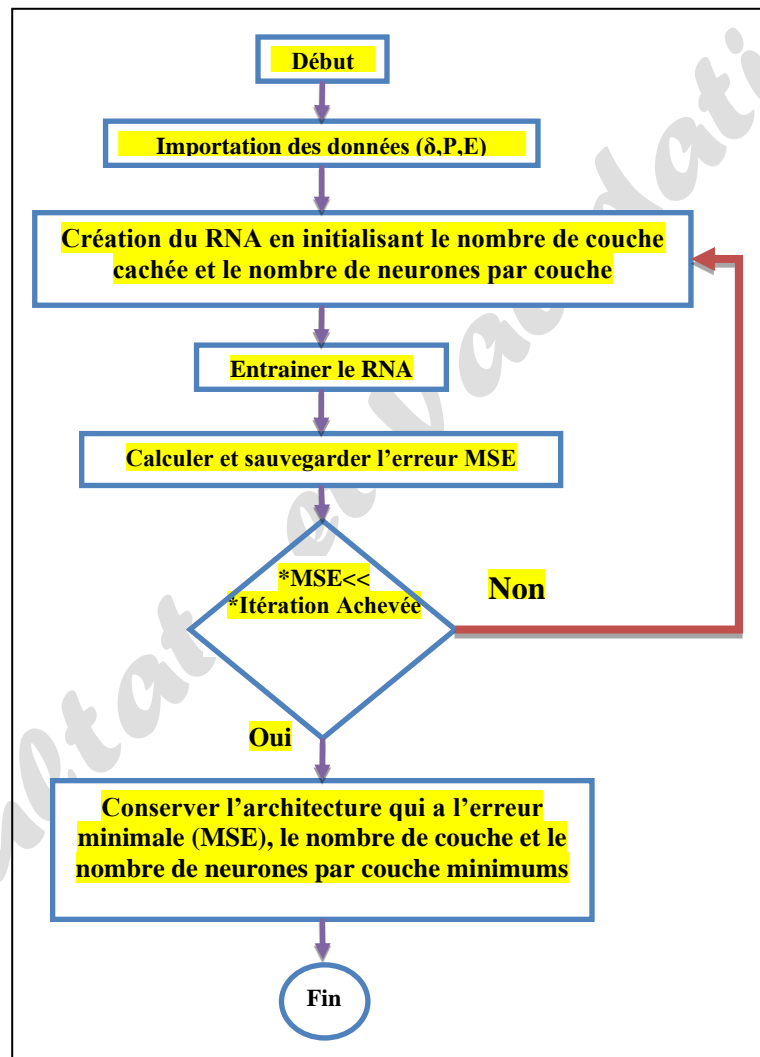 Début
Importation des données (δ,P,E)
Création du RNA en initialisant le nombre de couche
cachée et le nombre de neurones par couche
Entrainer le RNA
Calculer et sauvegarder l’erreur MSE
*MSE<<
*Itération Achevée
Non
Oui
Conserver l’architecture qui a l’erreur
minimale (MSE), le nombre de couche et le
nombre de neurones par couche minimums
Fin